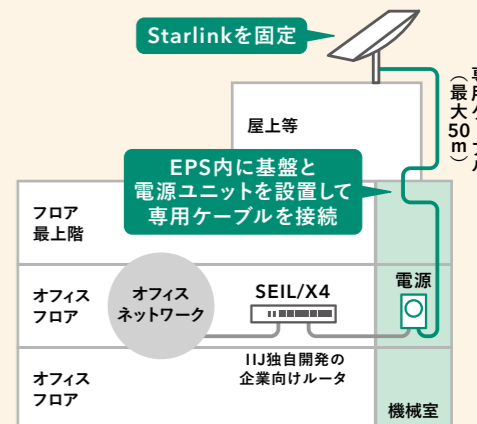 Starlinkを固定
（最大50m）
屋上等
EPS内に基盤と
電源ユニットを設置して
専用ケーブルを接続
フロア
最上階
オフィス
フロア
オフィス
ネットワーク
SEIL/X4
電源
IIJ独自開発の
企業向けルータ
オフィス
フロア
機械室